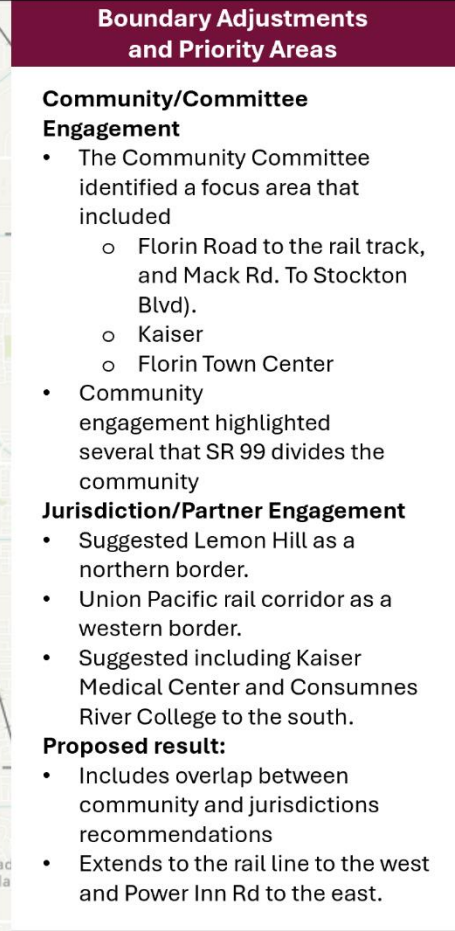 Boundary Adjustments
and Priority Areas
Community/Committee
Engagement
• The Community Committee
identified a focus area that
included
o Florin Road to the rail track,
and Mack Rd. To Stockton
Blvd).
o Kaiser
o Florin Town Center
• Community
engagement highlighted
several that SR 99 divides the
community
Jurisdiction/Partner Engagement
• Suggested Lemon Hill as a
northern border.
• Union Pacific rail corridor as a
western border.
• Suggested including Kaiser
Medical Center and Consumnes
River College to the south.
Proposed result:
• Includes overlap between
community and jurisdictions
recommendations
• Extends to the rail line to the west
and Power Inn Rd to the east.